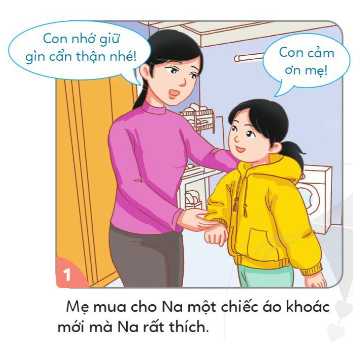 Con nhớ giữ
gìn cẩn thận nhé!
Con cảm
ơn mẹ!
1
Mẹ mua cho Na một chiếc áo khoác
mới mà Na rất thích.